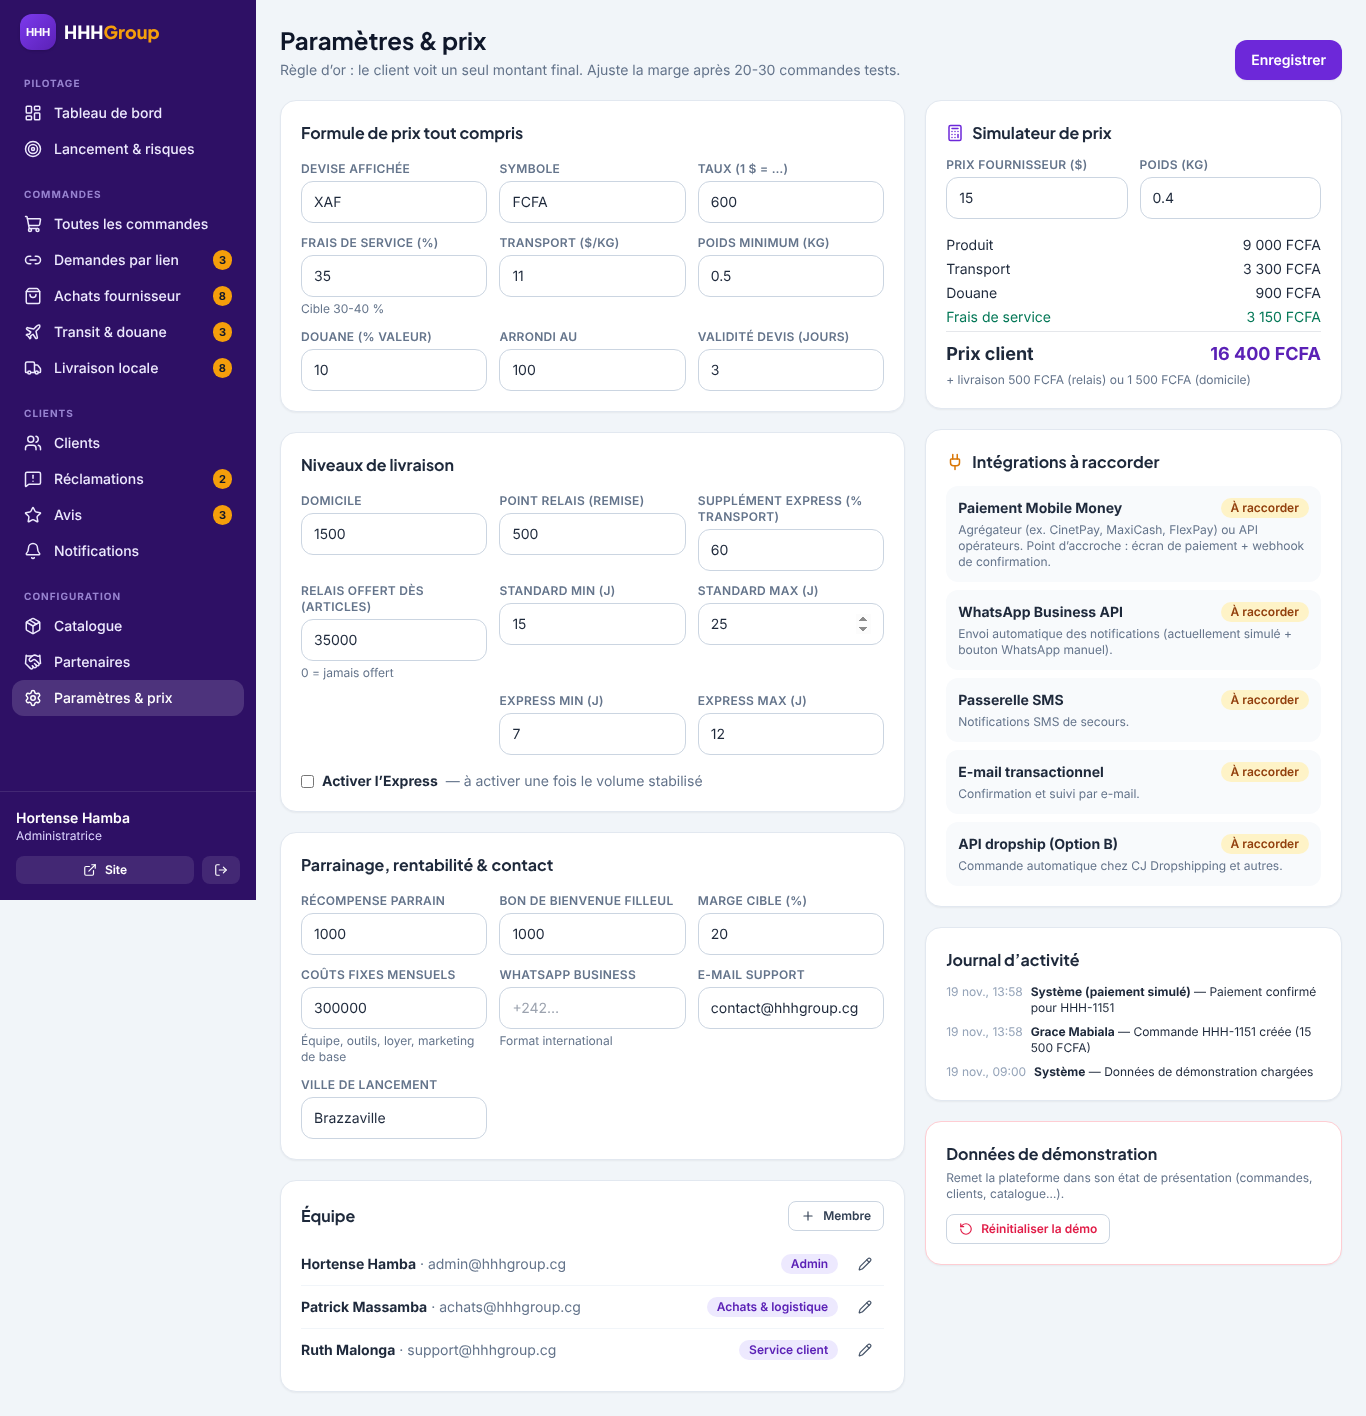 HHH HHHGroup
PILOTAGE
Tableau de bord
Lancement & risques
COMMANDES
Toutes les commandes
Demandes par lien 3
Achats fournisseur 8
Transit & douane 3
Livraison locale 8
CLIENTS
Clients
Réclamations 2
Avis 3
Notifications
CONFIGURATION
Catalogue
Partenaires
Paramètres & prix
Hortense Hamba
Administratrice
Site
Paramètres & prix
Règle d’or : le client voit un seul montant final. Ajuste la marge après 20-30 commandes tests.
Enregistrer
Formule de prix tout compris
DEVISE AFFICHÉE SYMBOLE TAUX (1 $ = …)
XAF FCFA 600
FRAIS DE SERVICE (%) TRANSPORT ($/KG) POIDS MINIMUM (KG)
35 11 0.5
Cible 30-40 %
DOUANE (% VALEUR) ARRONDI AU VALIDITÉ DEVIS (JOURS)
10 100 3
Niveaux de livraison
DOMICILE POINT RELAIS (REMISE) SUPPLÉMENT EXPRESS (%
TRANSPORT)
1500 500 60
RELAIS OFFERT DÈS STANDARD MIN (J) STANDARD MAX (J)
(ARTICLES)
35000 15 25
0 = jamais offert
EXPRESS MIN (J) EXPRESS MAX (J)
7 12
Activer l’Express — à activer une fois le volume stabilisé
Parrainage, rentabilité & contact
RÉCOMPENSE PARRAIN BON DE BIENVENUE FILLEUL MARGE CIBLE (%)
1000 1000 20
COÛTS FIXES MENSUELS WHATSAPP BUSINESS E-MAIL SUPPORT
300000 +242… contact@hhhgroup.cg
Équipe, outils, loyer, marketing Format international
de base
VILLE DE LANCEMENT
Brazzaville
Équipe
Membre
Hortense Hamba · admin@hhhgroup.cg Admin
Patrick Massamba · achats@hhhgroup.cg Achats & logistique
Ruth Malonga · support@hhhgroup.cg Service client
Simulateur de prix
PRIX FOURNISSEUR ($) POIDS (KG)
15 0.4
Produit 9 000 FCFA
Transport 3 300 FCFA
Douane 900 FCFA
Frais de service 3 150 FCFA
Prix client 16 400 FCFA
+ livraison 500 FCFA (relais) ou 1 500 FCFA (domicile)
Intégrations à raccorder
Paiement Mobile Money À raccorder
Agrégateur (ex. CinetPay, MaxiCash, FlexPay) ou API
opérateurs. Point d’accroche : écran de paiement + webhook
de confirmation.
WhatsApp Business API À raccorder
Envoi automatique des notifications (actuellement simulé +
bouton WhatsApp manuel).
Passerelle SMS À raccorder
Notifications SMS de secours.
E-mail transactionnel À raccorder
Confirmation et suivi par e-mail.
API dropship (Option B) À raccorder
Commande automatique chez CJ Dropshipping et autres.
Journal d’activité
19 nov., 13:58 Système (paiement simulé) — Paiement confirmé
pour HHH-1151
19 nov., 13:58 Grace Mabiala — Commande HHH-1151 créée (15
500 FCFA)
19 nov., 09:00 Système — Données de démonstration chargées
Données de démonstration
Remet la plateforme dans son état de présentation (commandes,
clients, catalogue…).
Réinitialiser la démo